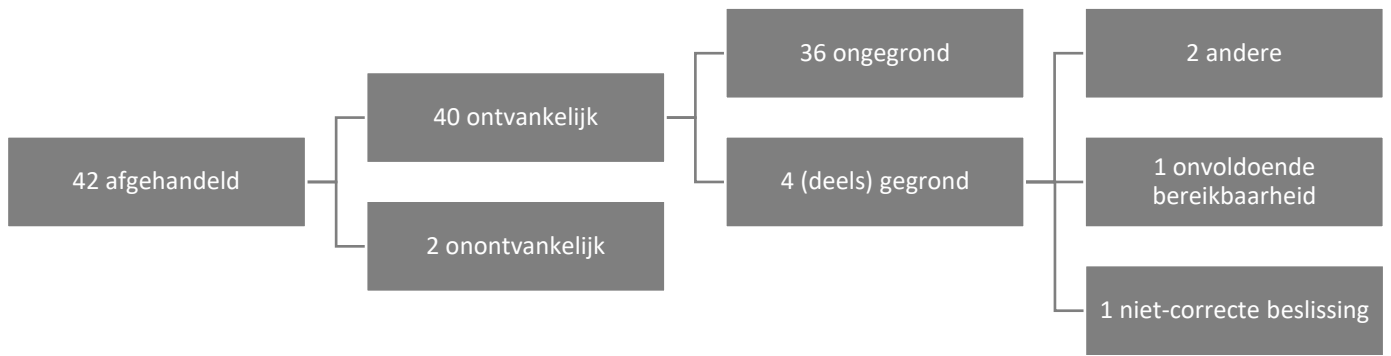 42 afgehandeld
40 ontvankelijk
2 onontvankelijk
36 ongegrond
4 (deels) gegrond
2 andere
1 onvoldoende
bereikbaarheid
1 niet-correcte beslissing